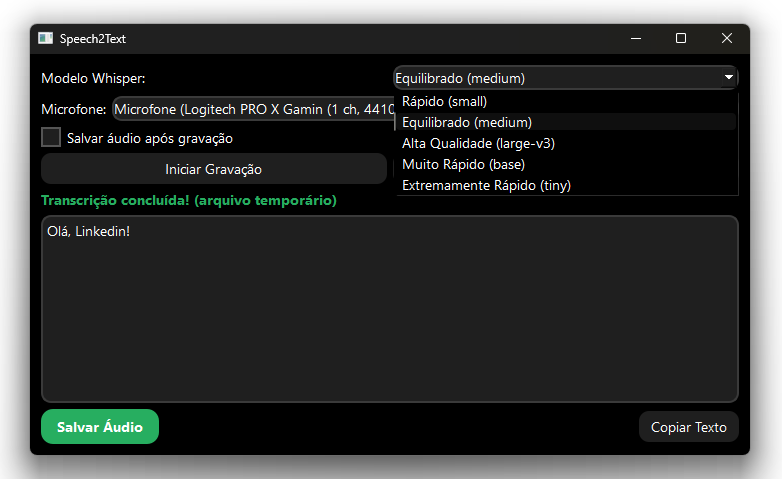 Speech2Text
Modelo Whisper:
Equilibrado (medium)
Microfone:
Microfone (Logitech PRO X Gamin (1 ch, 4410
Rápido (small)
Equilibrado (medium)
Alta Qualidade (large-v3)
Muito Rápido (base)
Extremamente Rápido (tiny)
Salvar áudio após gravação
Iniciar Gravação
Transcrição concluída! (arquivo temporário)
Olá, Linkedin!
Salvar Áudio
Copiar Texto